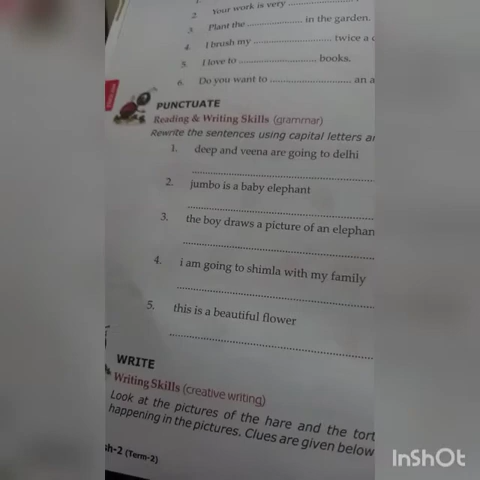 1.
2. Your work is very ....................
3. Plant the .................... in the garden.
4. I brush my ........................... twice a
5. I love to ........................... books.
6. Do you want to ........................... an a
PUNCTUATE
Reading & Writing Skills (grammar)
Rewrite the sentences using capital letters
1. deep and veena are going to delhi
2. jumbo is a baby elephant
3. the boy draws a picture of an elephan
4. i am going to shimla with my family
5. this is a beautiful flower
WRITE
Writing Skills (creative writing)
Look at the pictures of the hare and the tort
happening in the pictures. Clues are given below
sh-2 (Term-2)
InShOt